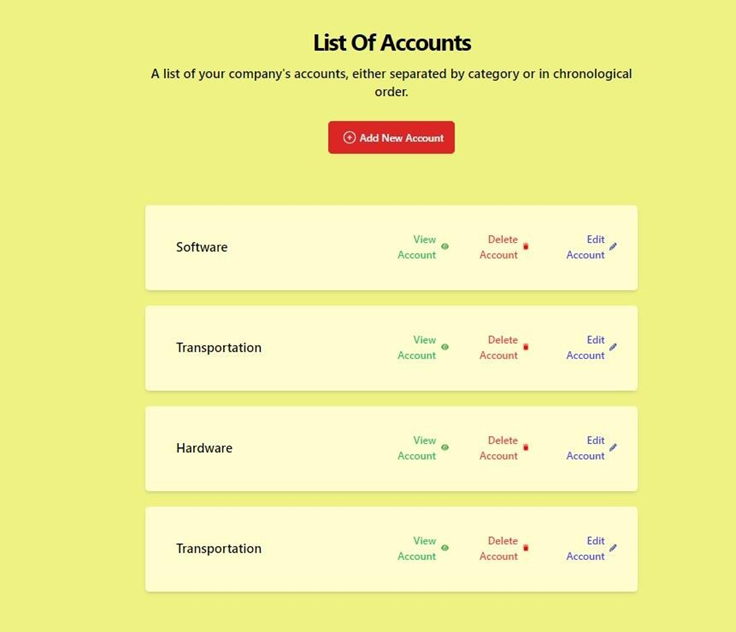 List Of Accounts
A list of your company's accounts, either separated by category or in chronological
order.
Add New Account
Software
View
Account
Delete
Account
Edit
Account
Transportation
View
Account
Delete
Account
Edit
Account
Hardware
View
Account
Delete
Account
Edit
Account
Transportation
View
Account
Delete
Account
Edit
Account